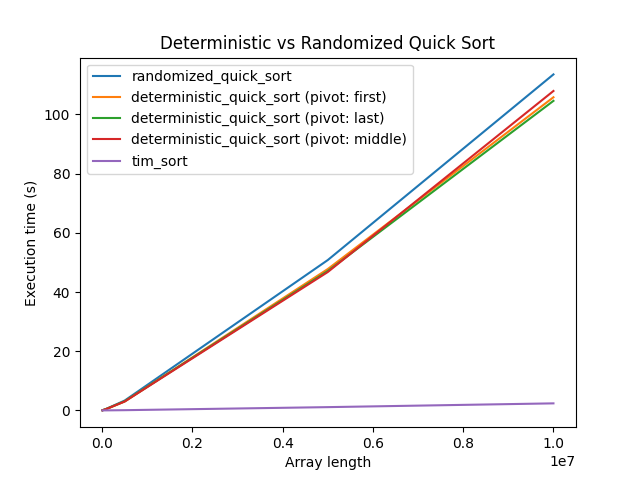 Deterministic vs Randomized Quick Sort
randomized_quick_sort
deterministic_quick_sort (pivot: first)
deterministic_quick_sort (pivot: last)
deterministic_quick_sort (pivot: middle)
tim_sort
Execution time (s)
100
80
60
40
20
0
0.0 0.2 0.4 0.6 0.8 1.0
1e7
Array length